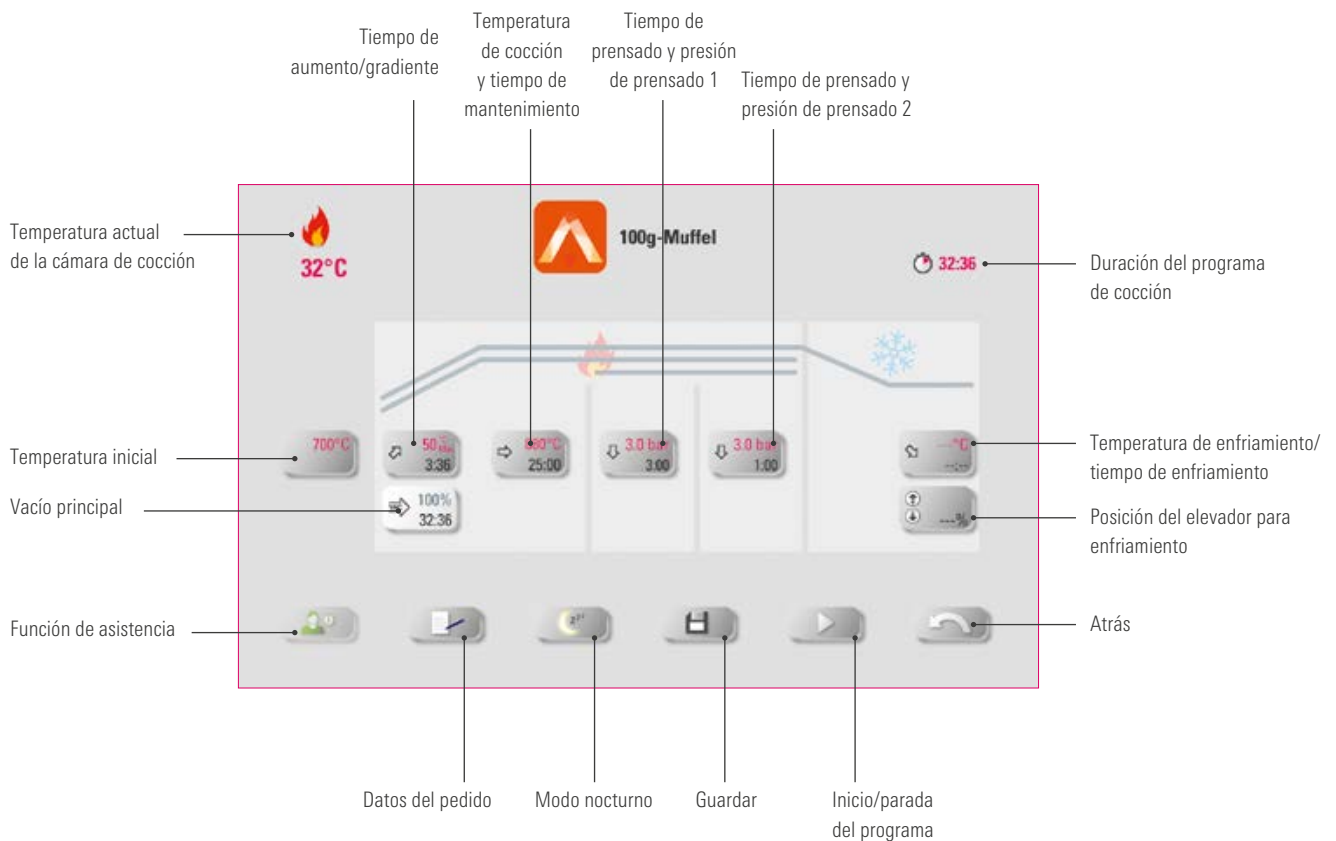 Tiempo de
aumento/gradiente
Temperatura
de cocción
y tiempo de
mantenimiento
Tiempo de
prensado y presión
de prensado 1
Tiempo de prensado y
presión de prensado 2
Temperatura actual
de la cámara de cocción
32°C
100g-Muffel
32:36
Duración del programa
de cocción
Temperatura inicial
700°C
50
3:36
25:00
3.0 bar
3:00
3.0 bar
1:00
--- °C
--:--
Temperatura de enfriamiento/
tiempo de enfriamiento
Vacío principal
100%
32:36
---%
Posición del elevador para
enfriamiento
Función de asistencia
Atrás
Datos del pedido
Modo nocturno
Guardar
Inicio/parada
del programa